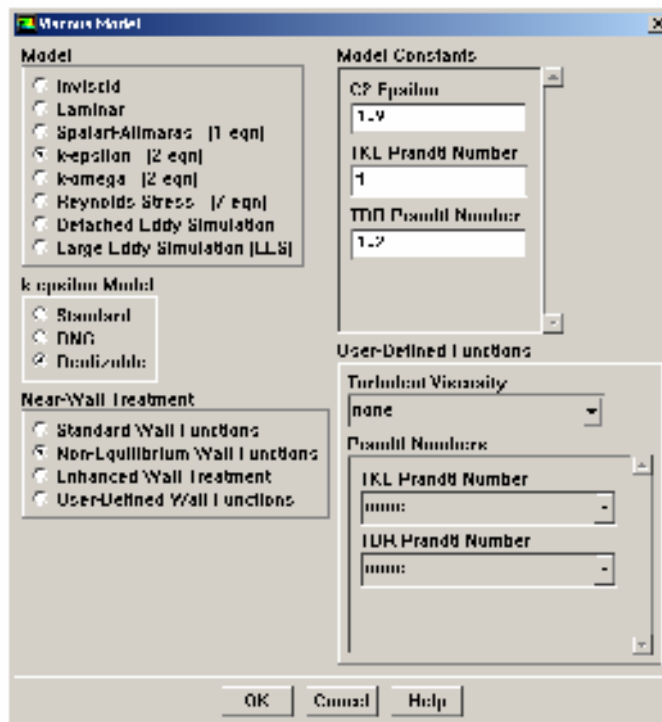 Viscous Model
Model
Inviscid
Laminar
Spalart-Allmaras (1 eqn)
k-epsilon (2 eqn)
k-omega (2 eqn)
Reynolds Stress (7 eqn)
Detached Eddy Simulation
Large Eddy Simulation (LES)
k-epsilon Model
Standard
RNG
Realizable
Near-Wall Treatment
Standard Wall Functions
Non-Equilibrium Wall Functions
Enhanced Wall Treatment
User-Defined Wall Functions
Model Constants
C2-Epsilon
1.9
TKE Prandtl Number
1
TDR Prandtl Number
1.2
User-Defined Functions
Turbulent Viscosity
none
Prandtl Numbers
TKE Prandtl Number
none
TDR Prandtl Number
none
OK
Cancel
Help